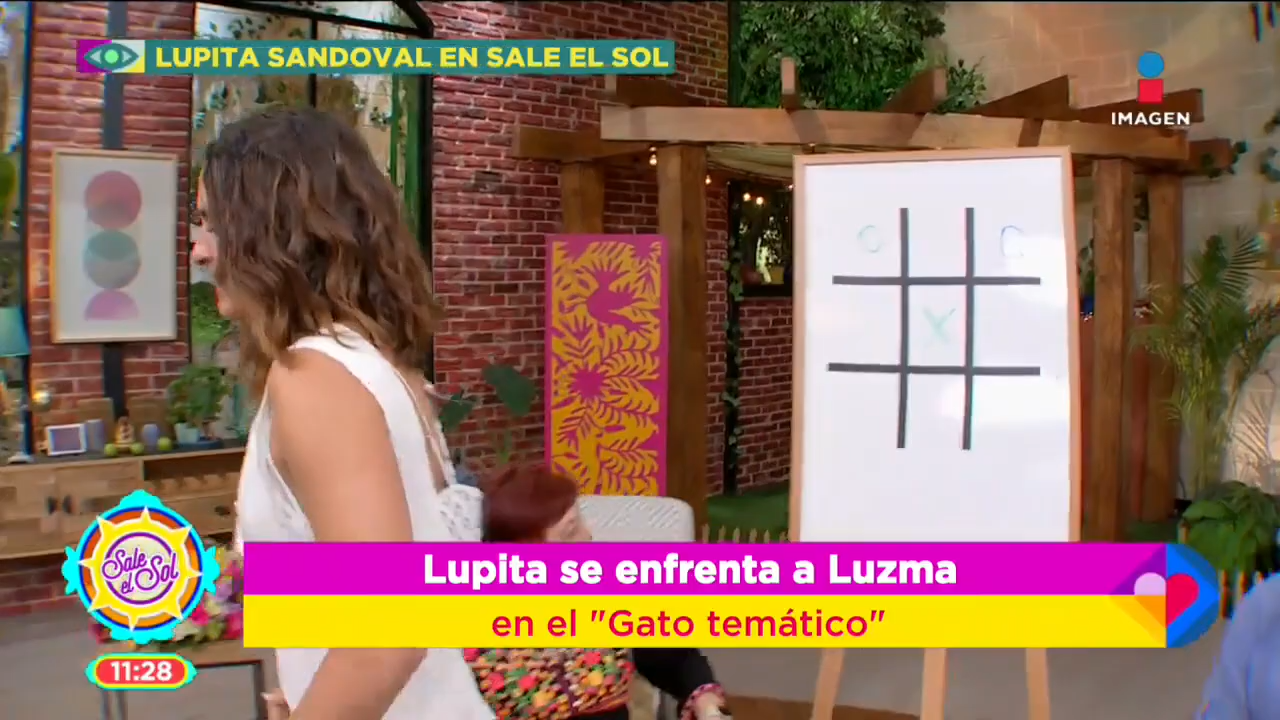 LUPITA SANDOVAL EN SALE EL SOL
IMAGEN
O
X
Sale
el Sol
Lupita se enfrenta a Luzma
en el "Gato temático"
11:28